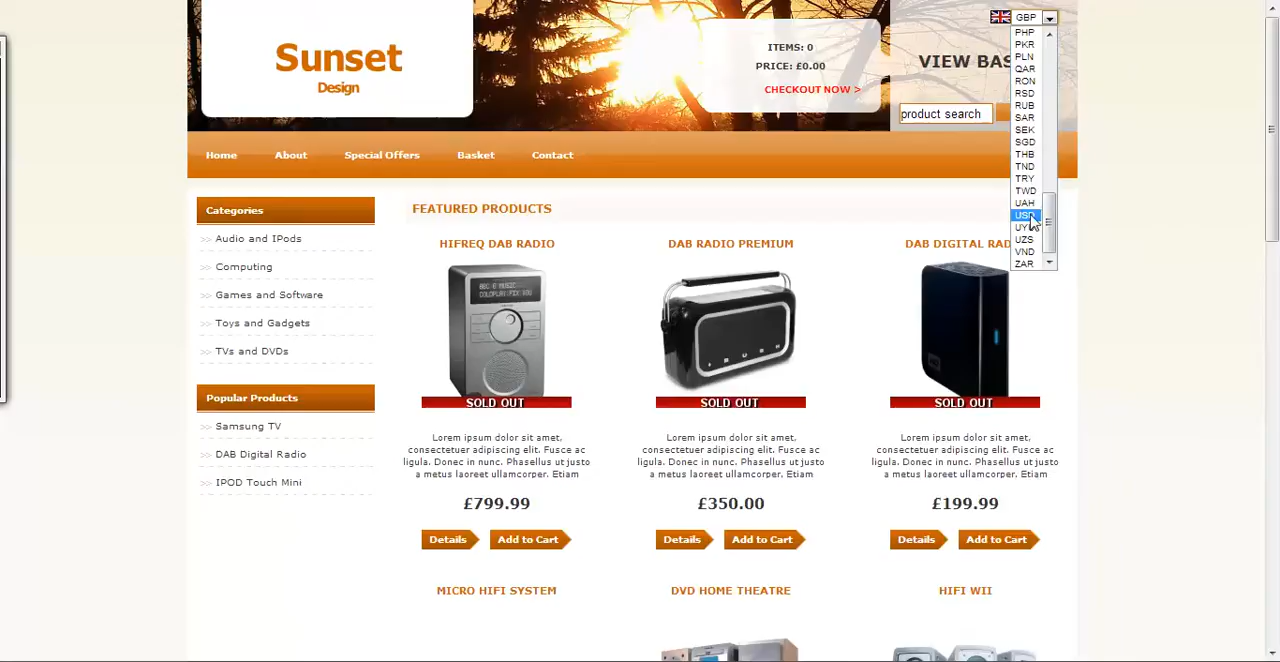 Sunset
Design
ITEMS: 0
PRICE: £0.00
CHECKOUT NOW >
VIEW BAS
product search
GBP
PHP
PKR
PLN
QAR
RON
RSD
RUB
SAR
SEK
SGD
THB
TND
TRY
TWD
UAH
USD
UYU
UZS
VND
ZAR
Home
About
Special Offers
Basket
Contact
Categories
>> Audio and IPods
>> Computing
>> Games and Software
>> Toys and Gadgets
>> TVs and DVDs
Popular Products
>> Samsung TV
>> DAB Digital Radio
>> IPOD Touch Mini
FEATURED PRODUCTS
HIFREQ DAB RADIO
SOLD OUT
Lorem ipsum dolor sit amet,
consectetuer adipiscing elit. Fusce ac
ligula. Donec in nunc. Phasellus ut justo
a metus laoreet ullamcorper. Etiam
£799.99
Details
Add to Cart
DAB RADIO PREMIUM
SOLD OUT
Lorem ipsum dolor sit amet,
consectetuer adipiscing elit. Fusce ac
ligula. Donec in nunc. Phasellus ut justo
a metus laoreet ullamcorper. Etiam
£350.00
Details
Add to Cart
DAB DIGITAL RAD
SOLD OUT
Lorem ipsum dolor sit amet,
consectetuer adipiscing elit. Fusce ac
ligula. Donec in nunc. Phasellus ut justo
a metus laoreet ullamcorper. Etiam
£199.99
Details
Add to Cart
MICRO HIFI SYSTEM
DVD HOME THEATRE
HIFI WII